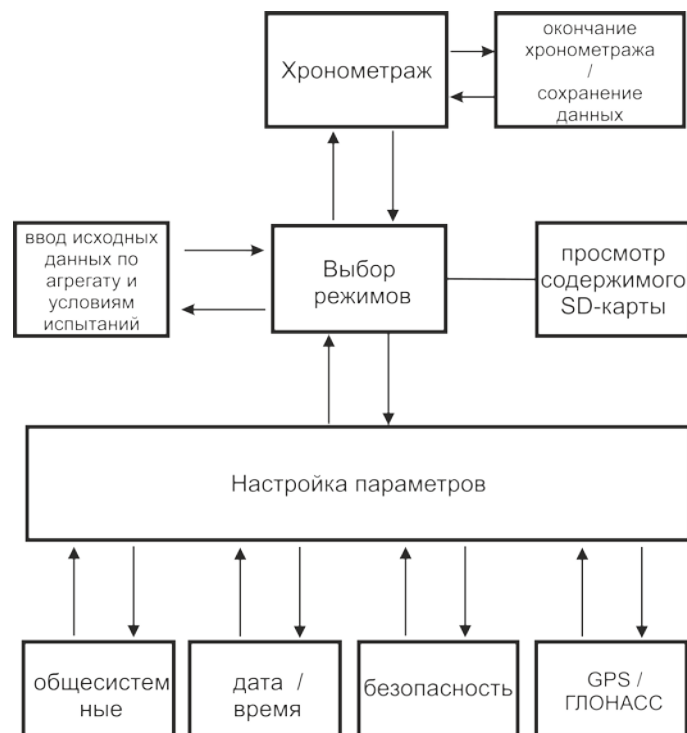 Хронометраж
окончание
хронометража
/
сохранение
данных
ввод исходных
данных по
агрегату и
условиям
испытаний
Выбор
режимов
просмотр
содержимого
SD-карты
Настройка параметров
общесистем
ные
дата /
время
безопасность
GPS /
ГЛОНАСС